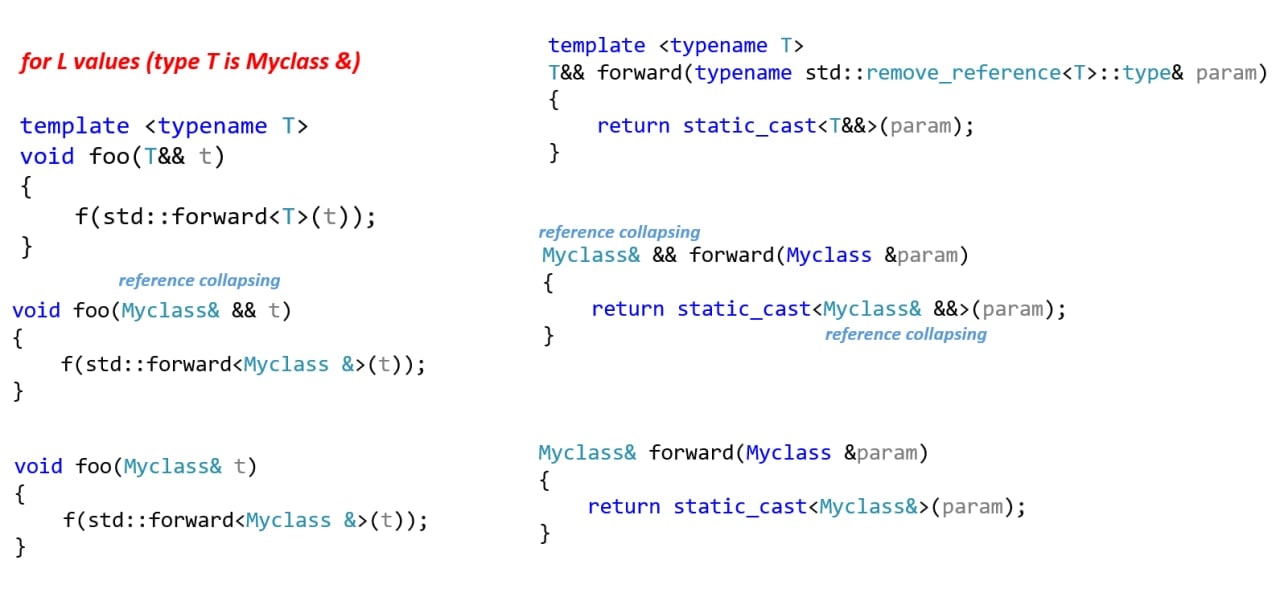 for L values (type T is Myclass &)
template <typename T>
void foo(T&& t)
{
    f(std::forward<T>(t));
}
reference collapsing
void foo(Myclass& && t)
{
    f(std::forward<Myclass &>(t));
}
void foo(Myclass& t)
{
    f(std::forward<Myclass &>(t));
}
template <typename T>
T&& forward(typename std::remove_reference<T>::type& param)
{
    return static_cast<T&&>(param);
}
reference collapsing
Myclass& && forward(Myclass &param)
{
    return static_cast<Myclass& &&>(param);
reference collapsing
}
Myclass& forward(Myclass &param)
{
    return static_cast<Myclass&>(param);
}